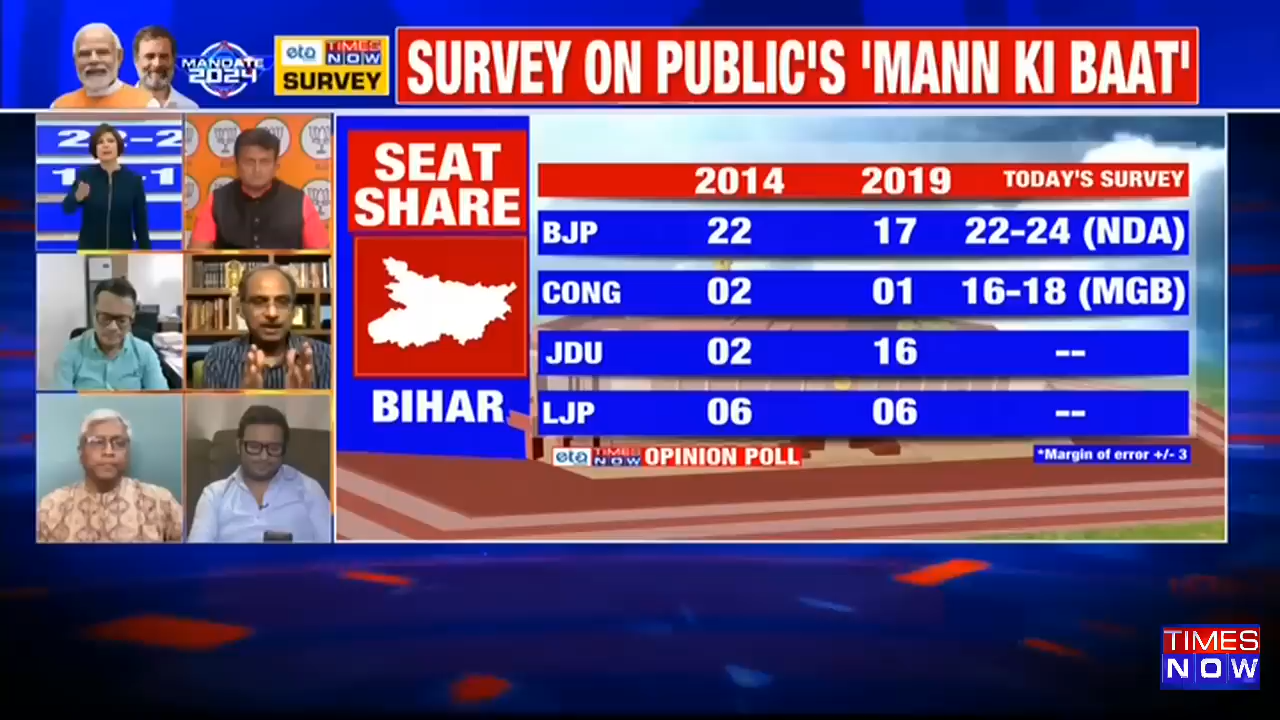 MANDATE
2024
eta TIMES NOW
SURVEY
SURVEY ON PUBLIC'S 'MANN KI BAAT'
22-2
SEAT
SHARE
BIHAR
2014 2019 TODAY'S SURVEY
BJP 22 17 22-24 (NDA)
CONG 02 01 16-18 (MGB)
JDU 02 16 --
LJP 06 06 --
eta TIMES NOW OPINION POLL
*Margin of error +/- 3
TIMES
NOW